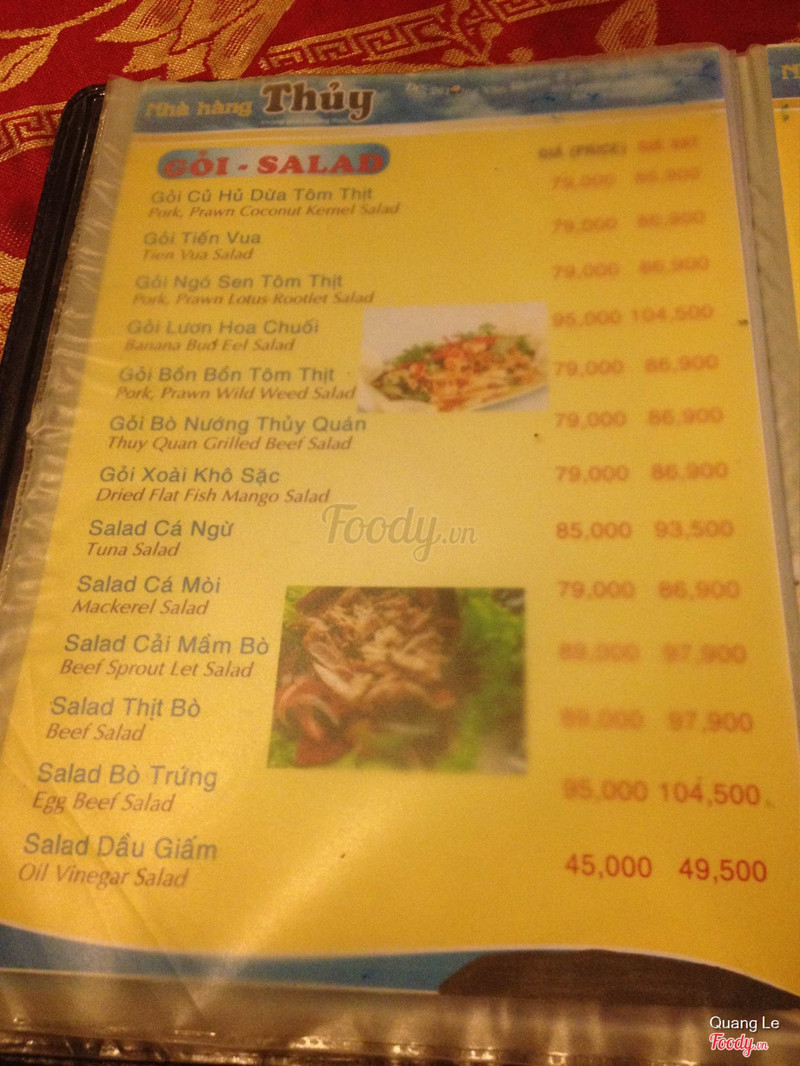 Nhà hàng Thủy
GỎI - SALAD
GIÁ (PRICE) GIÁ VAT
Gỏi Củ Hủ Dừa Tôm Thịt 79,000 86,900
Pork, Prawn Coconut Kernel Salad
Gỏi Tiến Vua 79,000 86,900
Tien Vua Salad
Gỏi Ngó Sen Tôm Thịt 79,000 86,900
Pork, Prawn Lotus Rootlet Salad
Gỏi Lươn Hoa Chuối 95,000 104,500
Banana Bud Eel Salad
Gỏi Bồn Bồn Tôm Thịt 79,000 86,900
Pork, Prawn Wild Weed Salad
Gỏi Bò Nướng Thủy Quán 79,000 86,900
Thuy Quan Grilled Beef Salad
Gỏi Xoài Khô Sặc 79,000 86,900
Dried Flat Fish Mango Salad
Salad Cá Ngừ 85,000 93,500
Tuna Salad
Salad Cá Mòi 79,000 86,900
Mackerel Salad
Salad Cải Mầm Bò 89,000 97,900
Beef Sprout Let Salad
Salad Thịt Bò 89,000 97,900
Beef Salad
Salad Bò Trứng 95,000 104,500
Egg Beef Salad
Salad Dầu Giấm 45,000 49,500
Oil Vinegar Salad
Foody.vn
Quang Le
Foody.vn